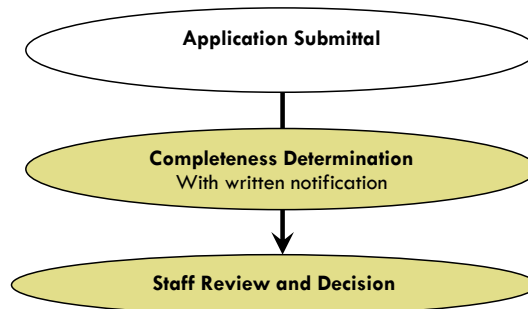 Application Submittal
Completeness Determination
With written notification
Staff Review and Decision